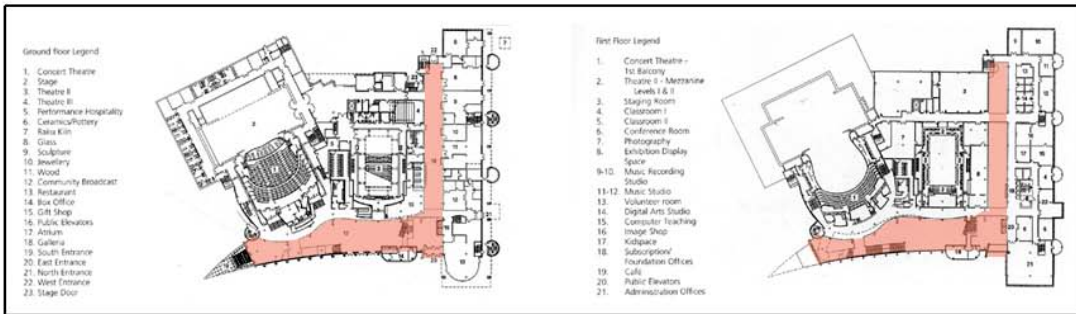 Ground floor Legend
1. Concert Theatre
2 Stage
3. Theatre II
4. Theatre III
5. Performance Hospitality
6. Ceramics/Pottery
7. Raku Kiln
8. Glass
9. Sculpture
10. Jewellery
11. Wood
12. Community Broadcast
13. Restaurant
14. Box Office
15. Gift Shop
16. Public Elevators
17 Atrium
18. Galleria
19. South Entrance
20. East Entrance
21. North Entrance
22. West Entrance
23. Stage Door
First Floor Legend
1. Concert Theatre -
1st Balcony
2. Theatre II - Mezzanine
Levels I & II
3. Staging Room
4. Classroom I
5. Classroom II
6. Conference Room
7. Photography
8. Exhibition Display
Space
9-10. Music Recording
Studio
11-12. Music Studio
13. Volunteer room
14. Digital Arts Studio
15. Computer Teaching
16 Image Shop
17. Kidspace
18. Subscription/
Foundation Offices
19. Café
20. Public Elevators
21. Administration Offices